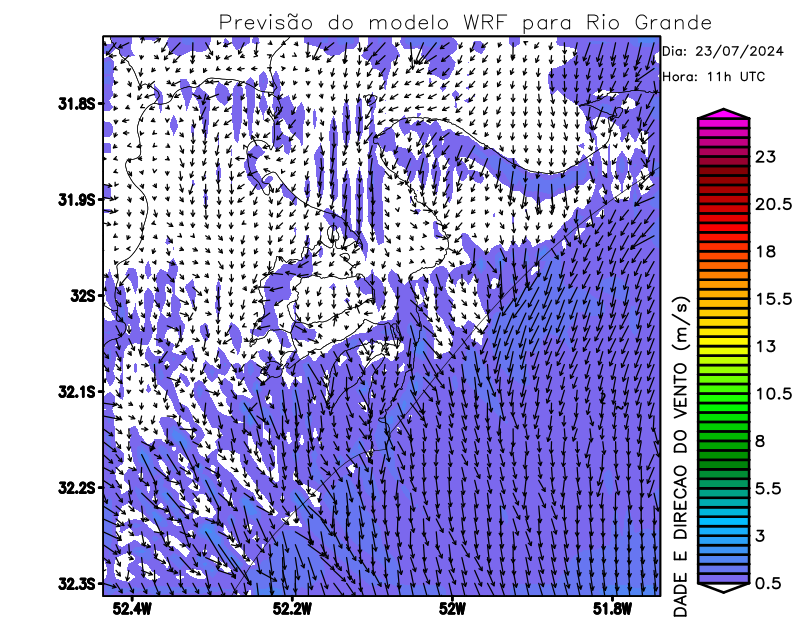 Previsão do modelo WRF para Rio Grande
Dia: 23/07/2024
Hora: 11h UTC
31.8S
31.9S
32S
32.1S
32.2S
32.3S
52.4W
52.2W
52W
51.8W
DADE E DIRECAO DO VENTO (m/s)
23
20.5
18
15.5
13
10.5
8
5.5
3
0.5